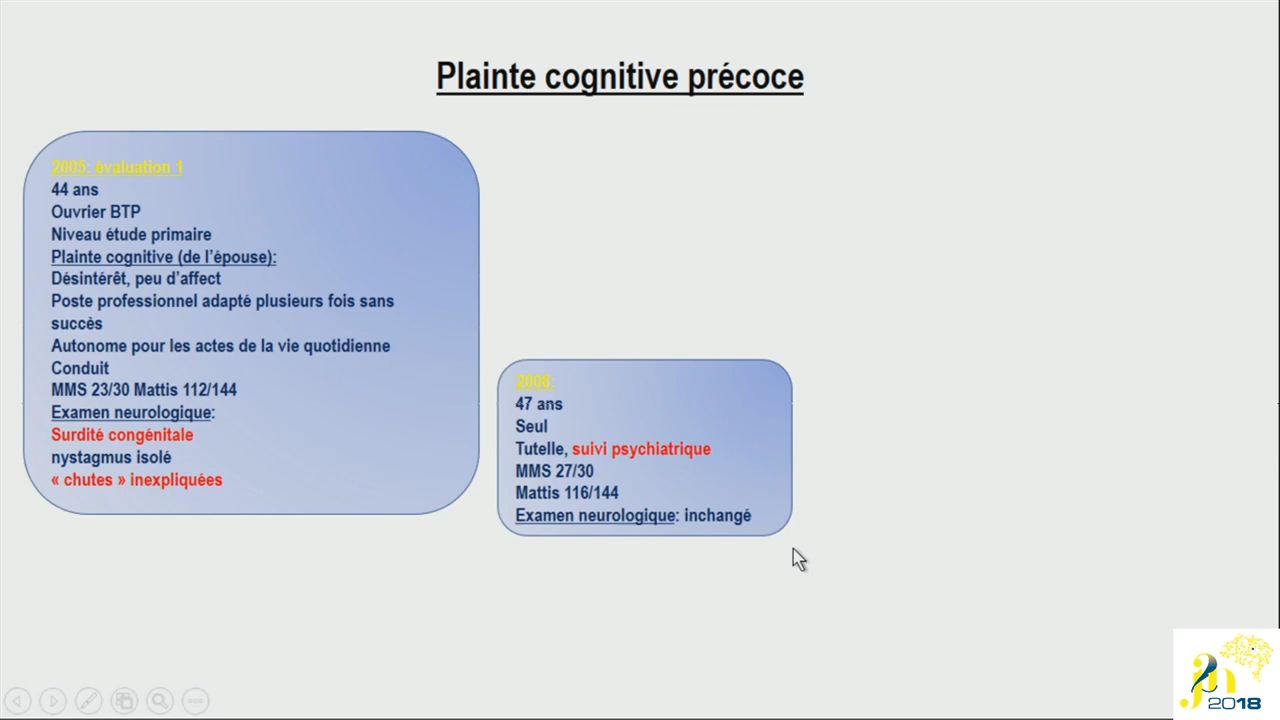 Plainte cognitive précoce
2005: évaluation 1
44 ans
Ouvrier BTP
Niveau étude primaire
Plainte cognitive (de l'épouse):
Désintérêt, peu d'affect
Poste professionnel adapté plusieurs fois sans
succès
Autonome pour les actes de la vie quotidienne
Conduit
MMS 23/30 Mattis 112/144
Examen neurologique:
Surdité congénitale
nystagmus isolé
« chutes » inexpliquées
2008:
47 ans
Seul
Tutelle, suivi psychiatrique
MMS 27/30
Mattis 116/144
Examen neurologique: inchangé
2018